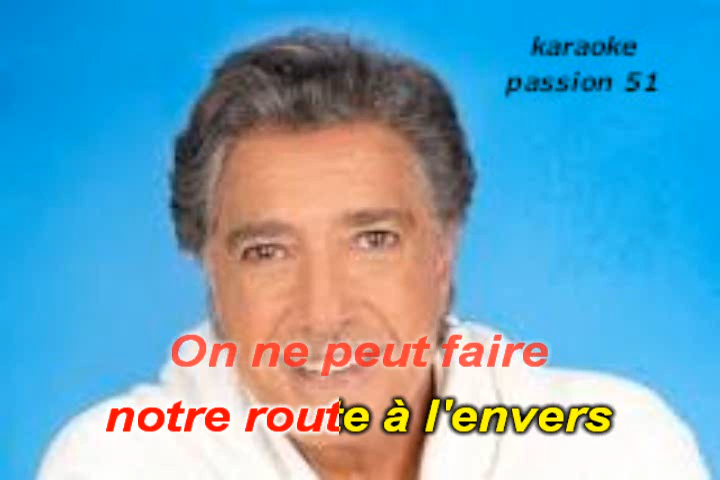 karaoke
passion 51
On ne peut faire
notre route à l'envers